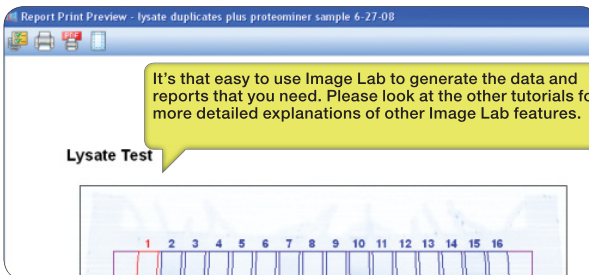 Report Print Preview - lysate duplicates plus proteominer sample 6-27-08
PDF
It's that easy to use Image Lab to generate the data and
reports that you need. Please look at the other tutorials
more detailed explanations of other Image Lab features.
Lysate Test
1 2 3 4 5 6 7 8 9 10 11 12 13 14 15 16